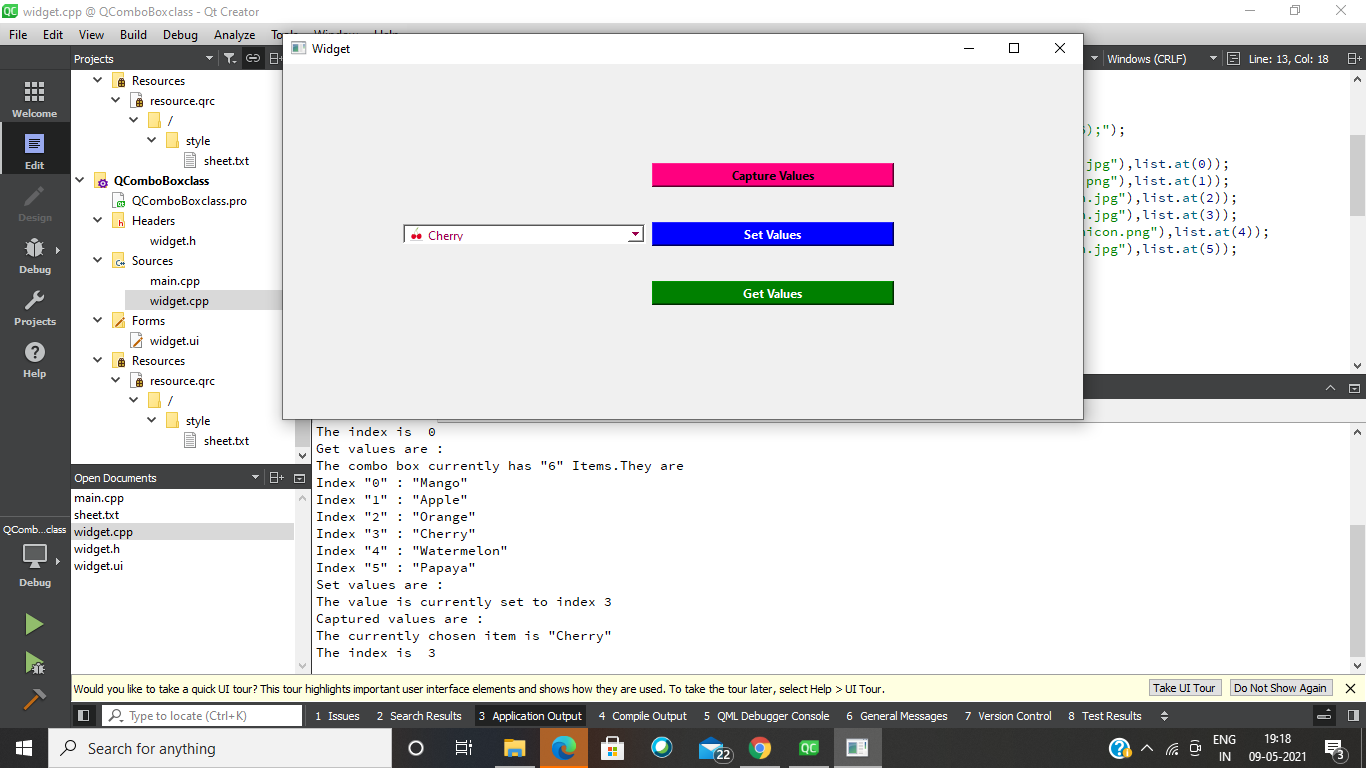 widget.cpp @ QComboBoxclass - Qt Creator
File Edit View Build Debug Analyze
Widget
Projects
Windows (CRLF) Line: 13, Col: 18
Welcome
Edit
Design
Debug
Projects
Help
Resources
resource.qrc
/
style
sheet.txt
QComboBoxclass
QComboBoxclass.pro
Headers
widget.h
Sources
main.cpp
widget.cpp
Forms
widget.ui
Resources
resource.qrc
/
style
sheet.txt
Capture Values
Cherry
Set Values
Get Values
);");
jpg"),list.at(0));
png"),list.at(1));
.jpg"),list.at(2));
.jpg"),list.at(3));
icon.png"),list.at(4));
.jpg"),list.at(5));
The index is 0
Get values are :
The combo box currently has "6" Items.They are
Index "0" : "Mango"
Index "1" : "Apple"
Index "2" : "Orange"
Index "3" : "Cherry"
Index "4" : "Watermelon"
Index "5" : "Papaya"
Set values are :
The value is currently set to index 3
Captured values are :
The currently chosen item is "Cherry"
The index is 3
Open Documents
main.cpp
sheet.txt
widget.cpp
widget.h
widget.ui
QComb...class
Debug
Would you like to take a quick UI tour? This tour highlights important user interface elements and shows how they are used. To take the tour later, select Help > UI Tour. Take UI Tour Do Not Show Again
Type to locate (Ctrl+K) 1 Issues 2 Search Results 3 Application Output 4 Compile Output 5 QML Debugger Console 6 General Messages 7 Version Control 8 Test Results
Search for anything
22
QC
ENG
IN
19:18
09-05-2021
3